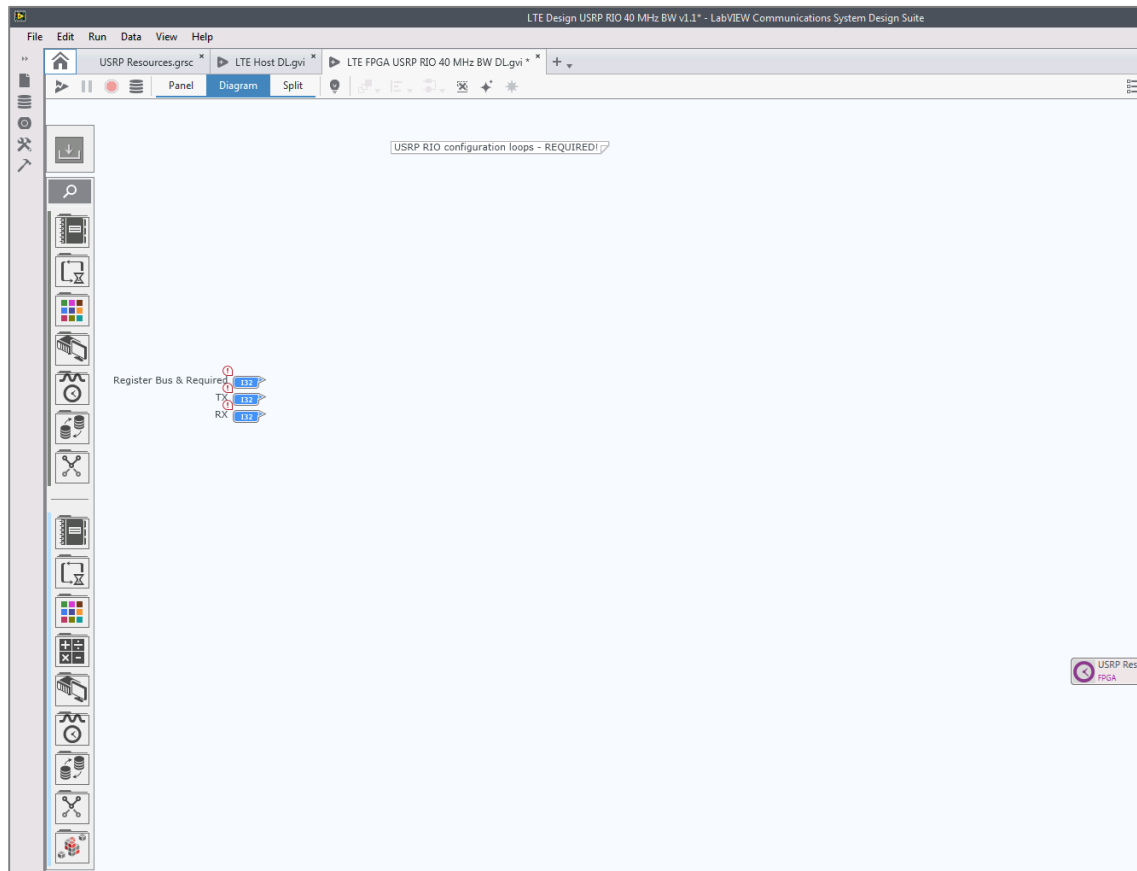 LTE Design USRP RIO 40 MHz BW v1.1* - LabVIEW Communications System Design Suite
File Edit Run Data View Help
USRP Resources.grsc LTE Host DL.gvi LTE FPGA USRP RIO 40 MHz BW DL.gvi *
Panel Diagram Split
USRP RIO configuration loops - REQUIRED!
Register Bus & Required I32
TX I32
RX I32
USRP Res
FPGA